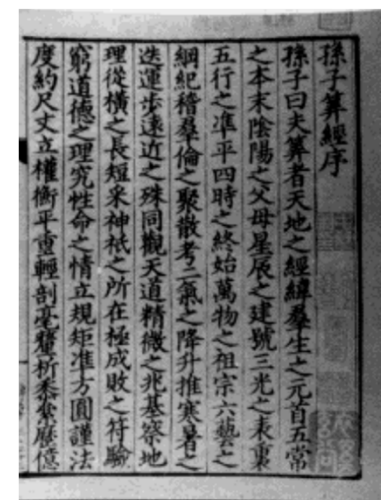 孫子算經序
孫子曰夫算者天地之經緯羣生之元首五常
之本末陰陽之父母星辰之建號三光之表裏
五行之準平四時之終始萬物之祖宗六藝之
綱紀稽羣倫之聚散考二氣之降升推寒暑之
迭運步遠近之殊同觀天道精微之兆基察地
理從橫之長短采神祇之所在極成敗之符驗
窮道德之理究性命之情立規矩准方圓謹法
度約尺丈立權衡平重輕剖毫釐析黍絫歷億